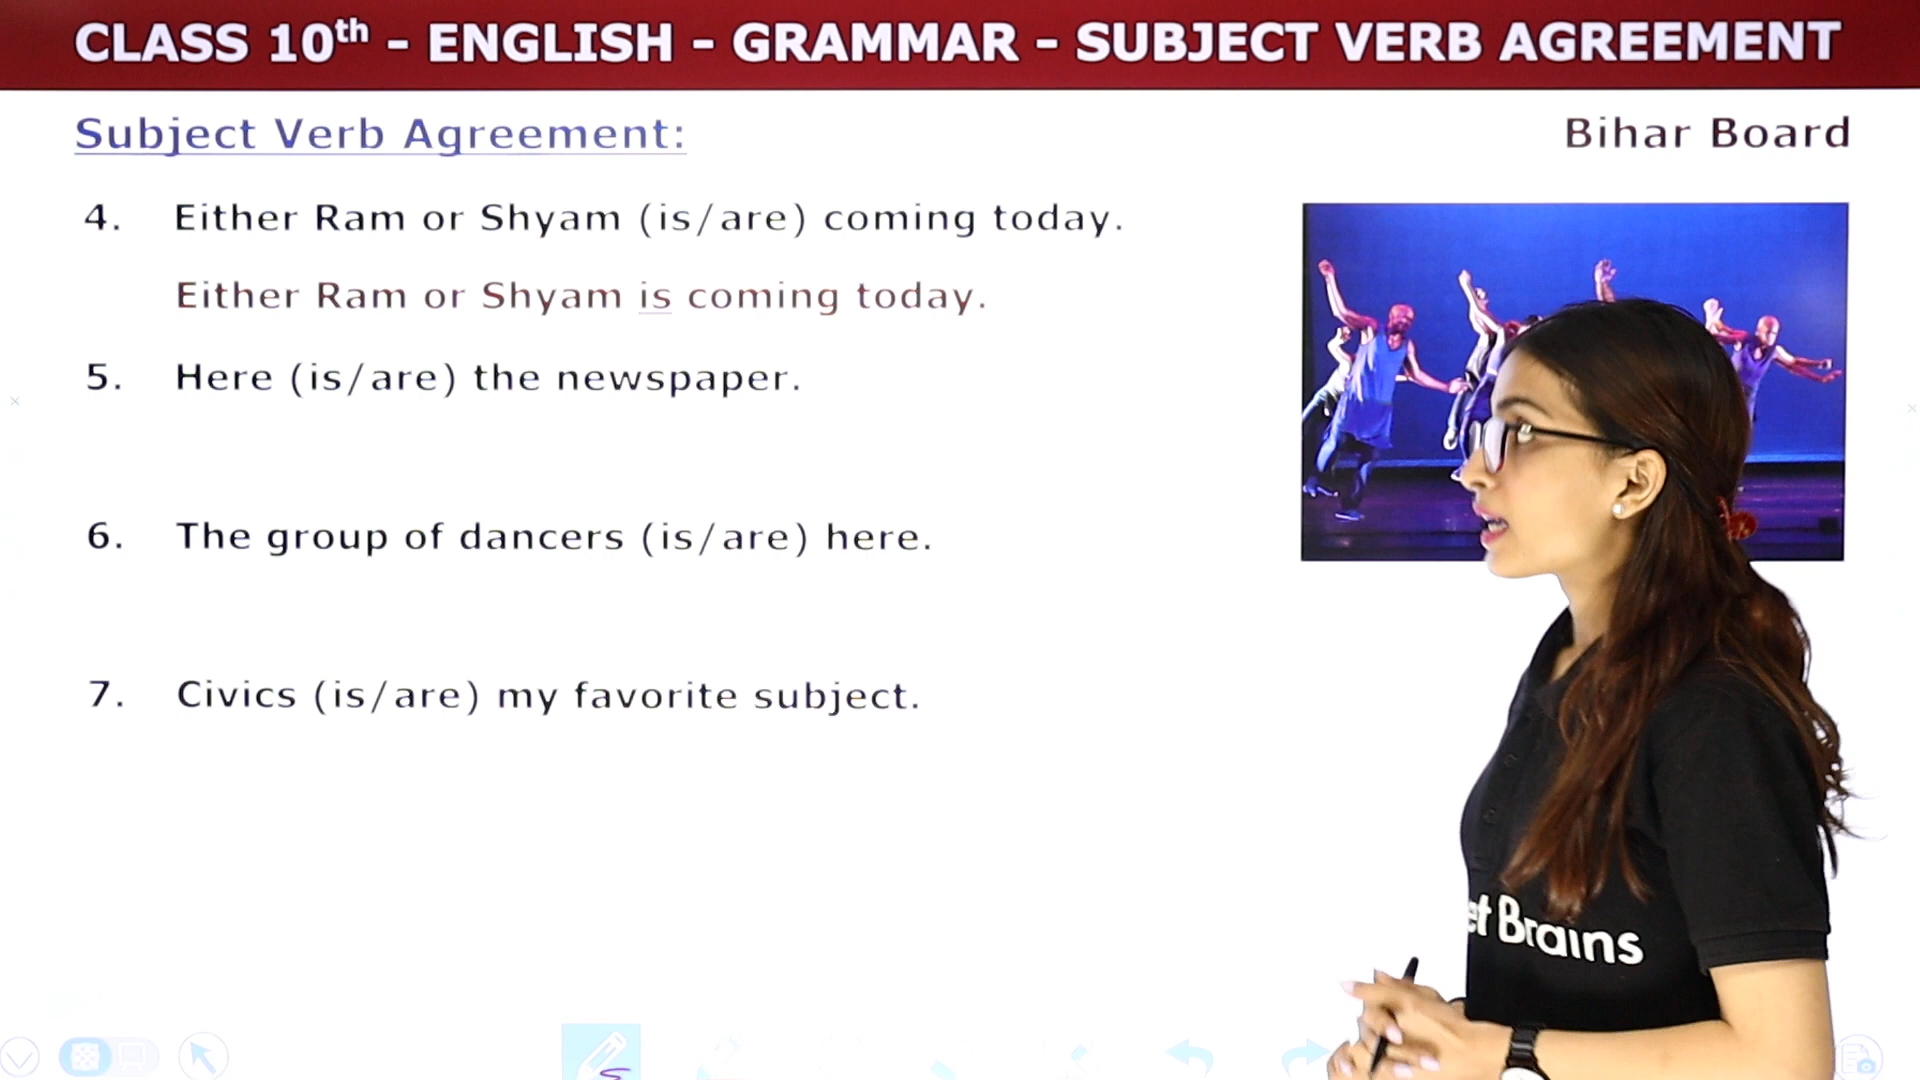 CLASS 10th - ENGLISH - GRAMMAR - SUBJECT VERB AGREEMENT
Subject Verb Agreement:
Bihar Board
4. Either Ram or Shyam (is/are) coming today.
Either Ram or Shyam is coming today.
5. Here (is/are) the newspaper.
6. The group of dancers (is/are) here.
7. Civics (is/are) my favorite subject.
et Brains